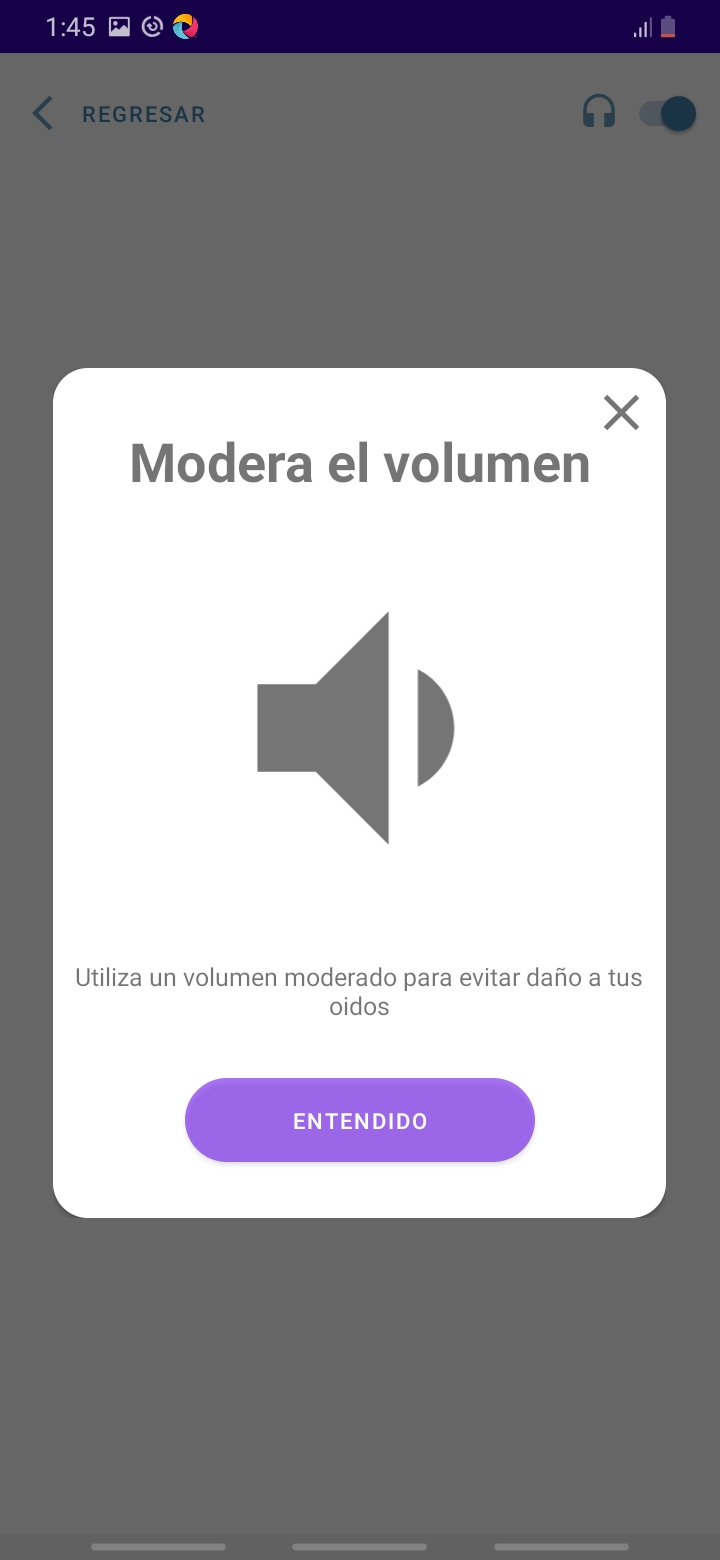 1:45
REGRESAR
Modera el volumen
Utiliza un volumen moderado para evitar daño a tus
oidos
ENTENDIDO